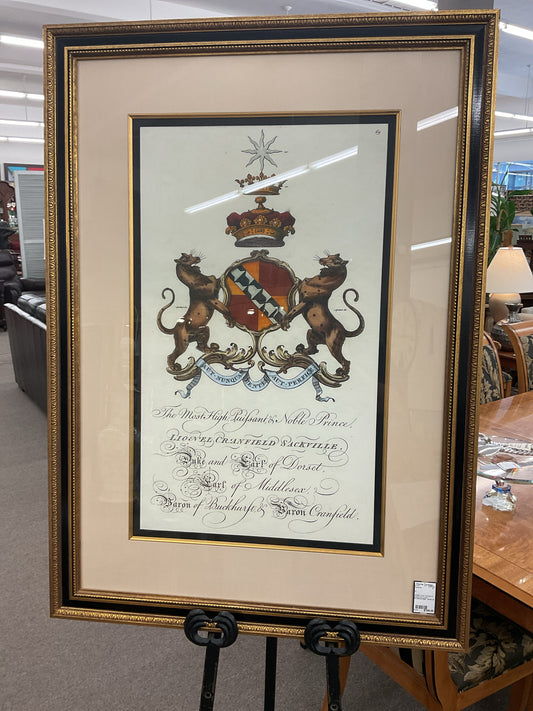 AUT NUNQUAM TENTES AUT PERFICE
The Most High, Puissant, & Noble Prince,
LIONEL CRANFIELD SACKVILLE,
Duke and Earl of Dorset,
Earl of Middlesex,
Baron of Buckhurst & Baron Cranfield.